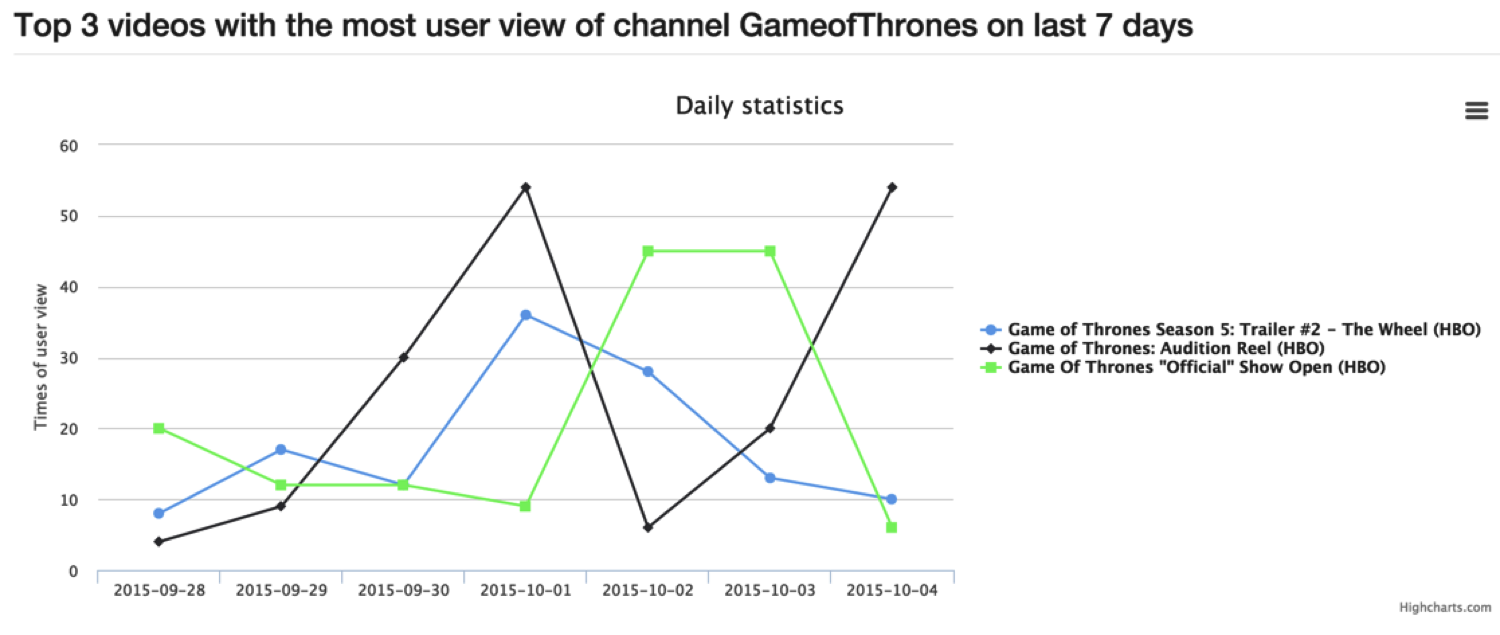 Top 3 videos with the most user view of channel GameofThrones on last 7 days
Daily statistics
60
50
40
30
20
10
0
Times of user view
2015-09-28 2015-09-29 2015-09-30 2015-10-01 2015-10-02 2015-10-03 2015-10-04
Game of Thrones Season 5: Trailer #2 – The Wheel (HBO)
Game of Thrones: Audition Reel (HBO)
Game Of Thrones "Official" Show Open (HBO)
Highcharts.com